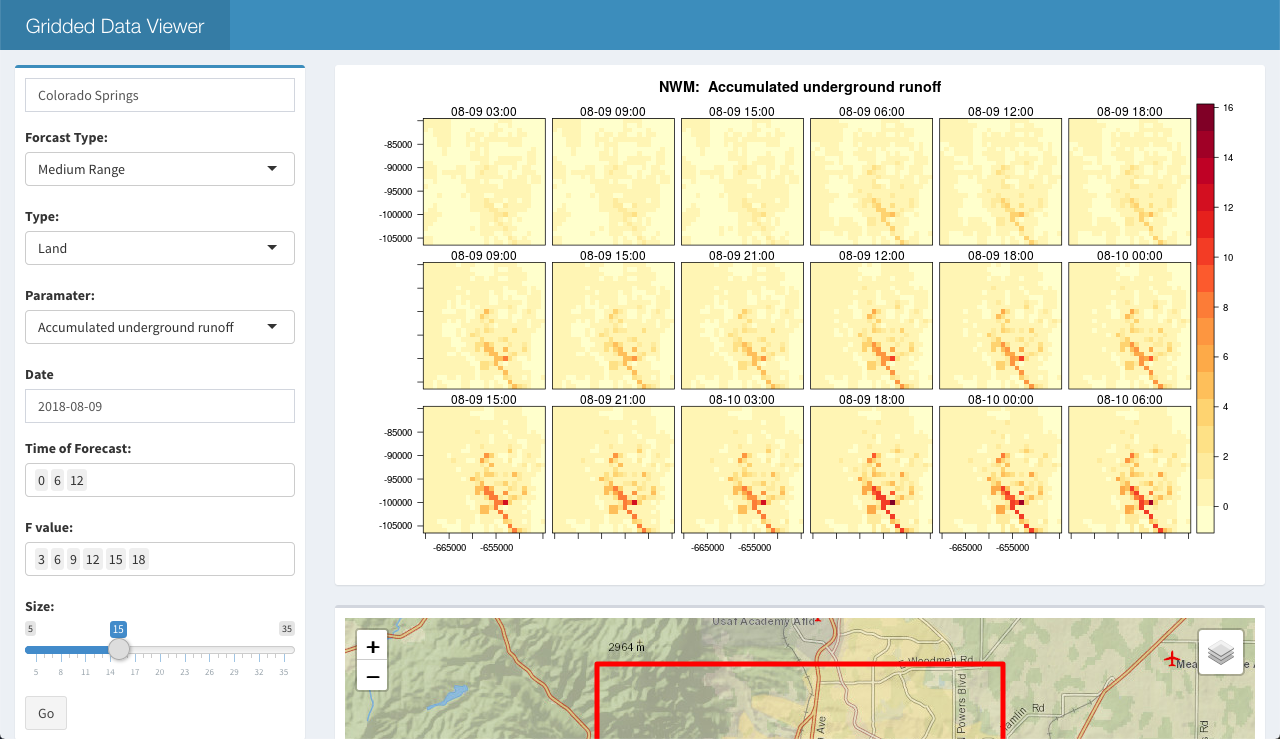 Gridded Data Viewer
Colorado Springs
Forcast Type:
Medium Range
Type:
Land
Paramater:
Accumulated underground runoff
Date
2018-08-09
Time of Forecast:
0 6 12
F value:
3 6 9 12 15 18
Size:
5 15 35
5 8 11 14 17 20 23 26 29 32 35
Go
NWM: Accumulated underground runoff
08-09 03:00 08-09 09:00 08-09 15:00 08-09 06:00 08-09 12:00 08-09 18:00
-85000
-90000
-95000
-100000
-105000
08-09 09:00 08-09 15:00 08-09 21:00 08-09 12:00 08-09 18:00 08-10 00:00
08-09 15:00 08-09 21:00 08-10 03:00 08-09 18:00 08-10 00:00 08-10 06:00
-85000
-90000
-95000
-100000
-105000
-665000 -655000 -665000 -655000 -665000 -655000
16
14
12
10
8
6
4
2
0
+
−
Usaf Academy Afld
2964 m
E Woodmen Rd
N Powers Blvd
Ave
Rd
Rd